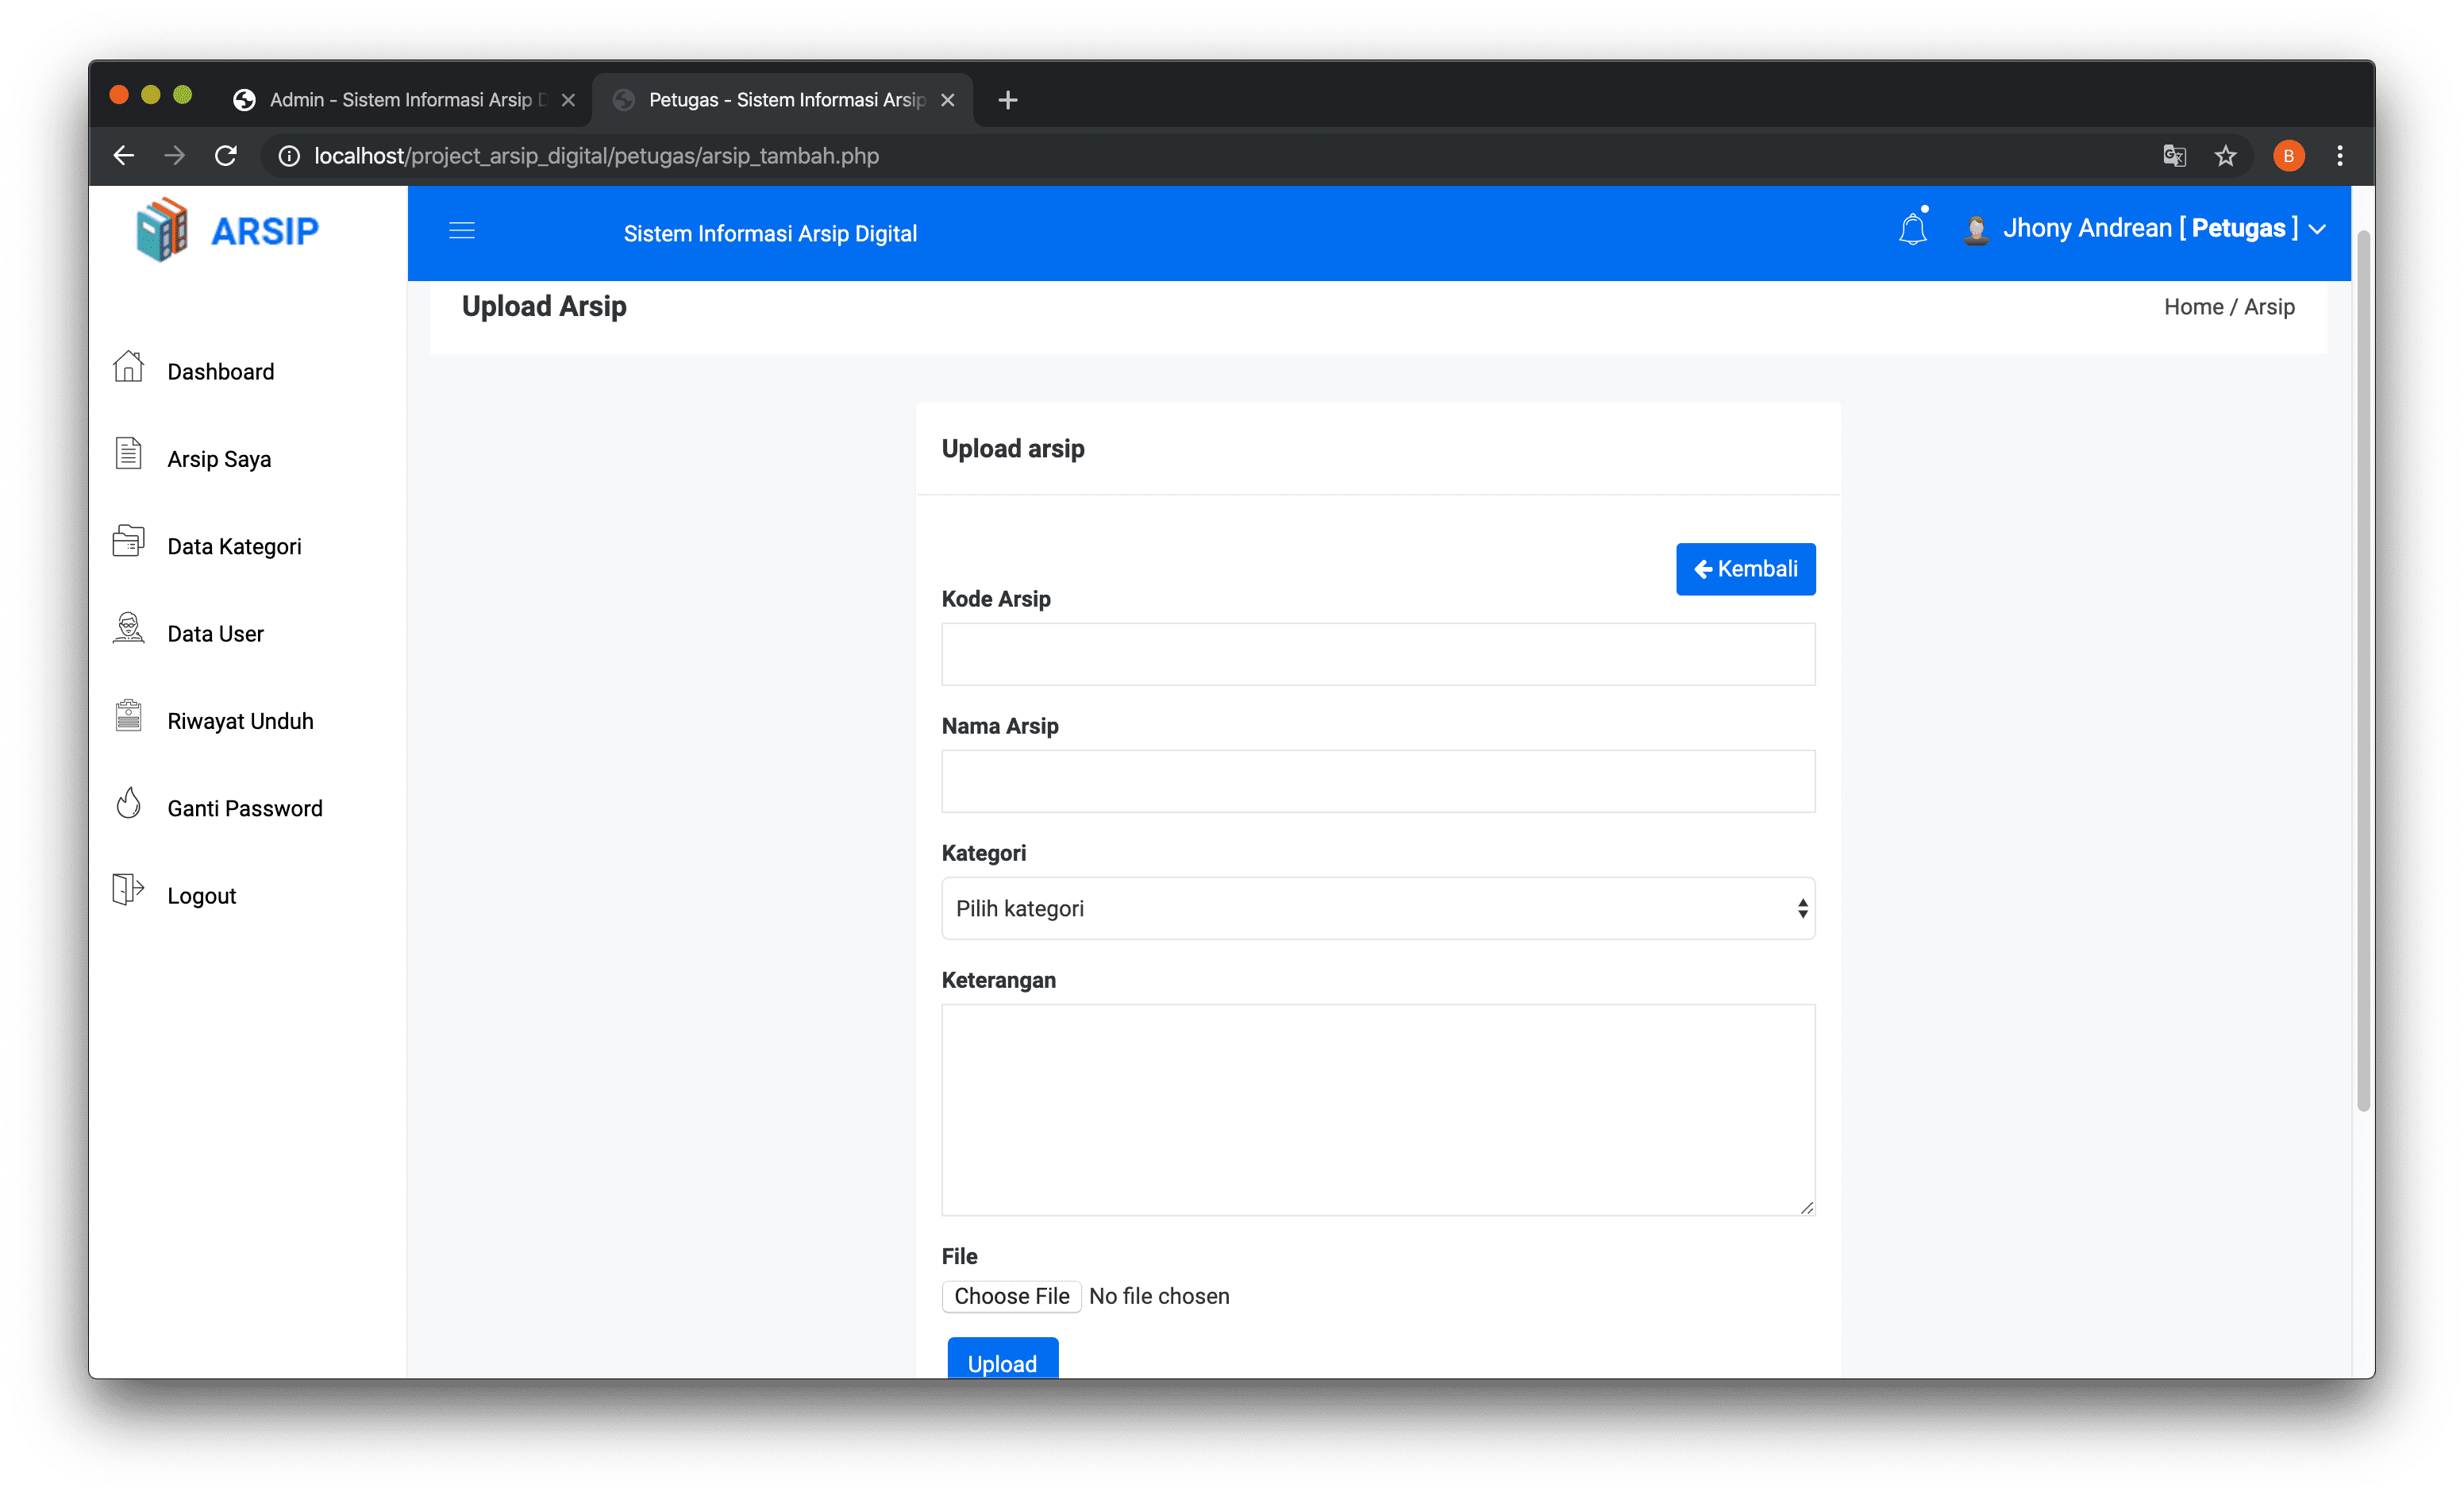 Admin - Sistem Informasi Arsip D
Petugas - Sistem Informasi Arsip
localhost/project_arsip_digital/petugas/arsip_tambah.php
B
ARSIP
Sistem Informasi Arsip Digital
Jhony Andrean [ Petugas ]
Upload Arsip
Home / Arsip
Dashboard
Arsip Saya
Data Kategori
Data User
Riwayat Unduh
Ganti Password
Logout
Upload arsip
Kembali
Kode Arsip
Nama Arsip
Kategori
Pilih kategori
Keterangan
File
Choose File No file chosen
Upload